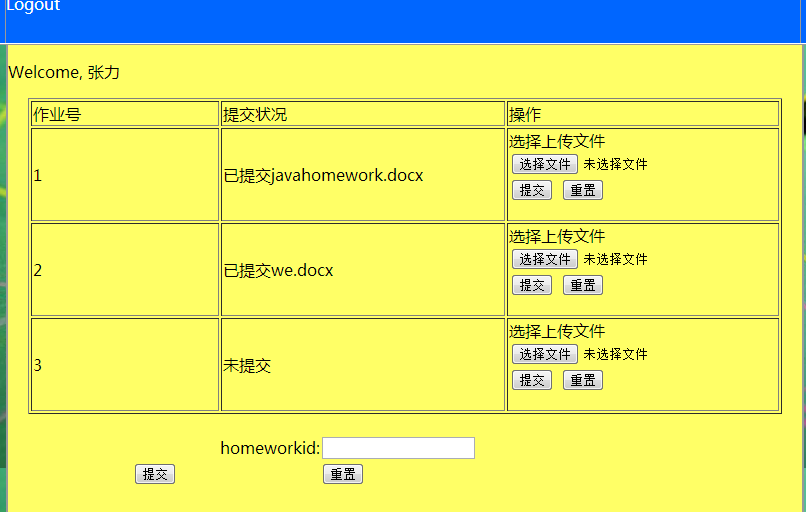 Logout
Welcome, 张力
作业号 提交状况 操作
选择上传文件
1 已提交javahomework.docx 选择文件 未选择文件
提交 重置
选择上传文件
2 已提交we.docx 选择文件 未选择文件
提交 重置
选择上传文件
3 未提交 选择文件 未选择文件
提交 重置
homeworkid:
提交 重置